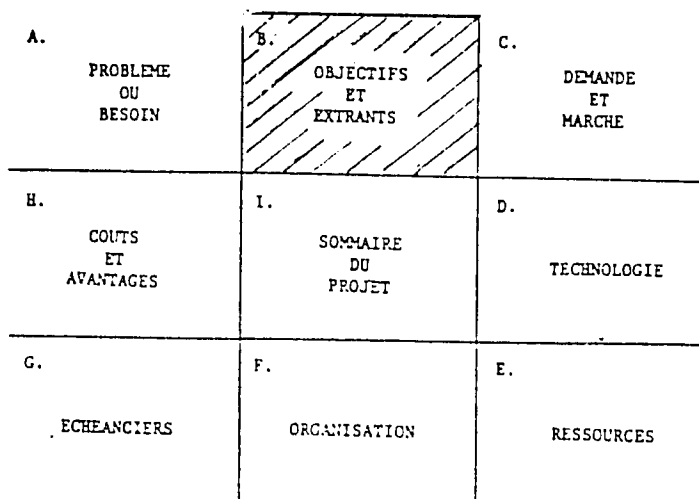 A.
PROBLEME
OU
BESOIN
B.
OBJECTIFS
ET
EXTRANTS
C.
DEMANDE
ET
MARCHE
H.
COUTS
ET
AVANTAGES
I.
SOMMAIRE
DU
PROJET
D.
TECHNOLOGIE
G.
ECHEANCIERS
F.
ORGANISATION
E.
RESSOURCES